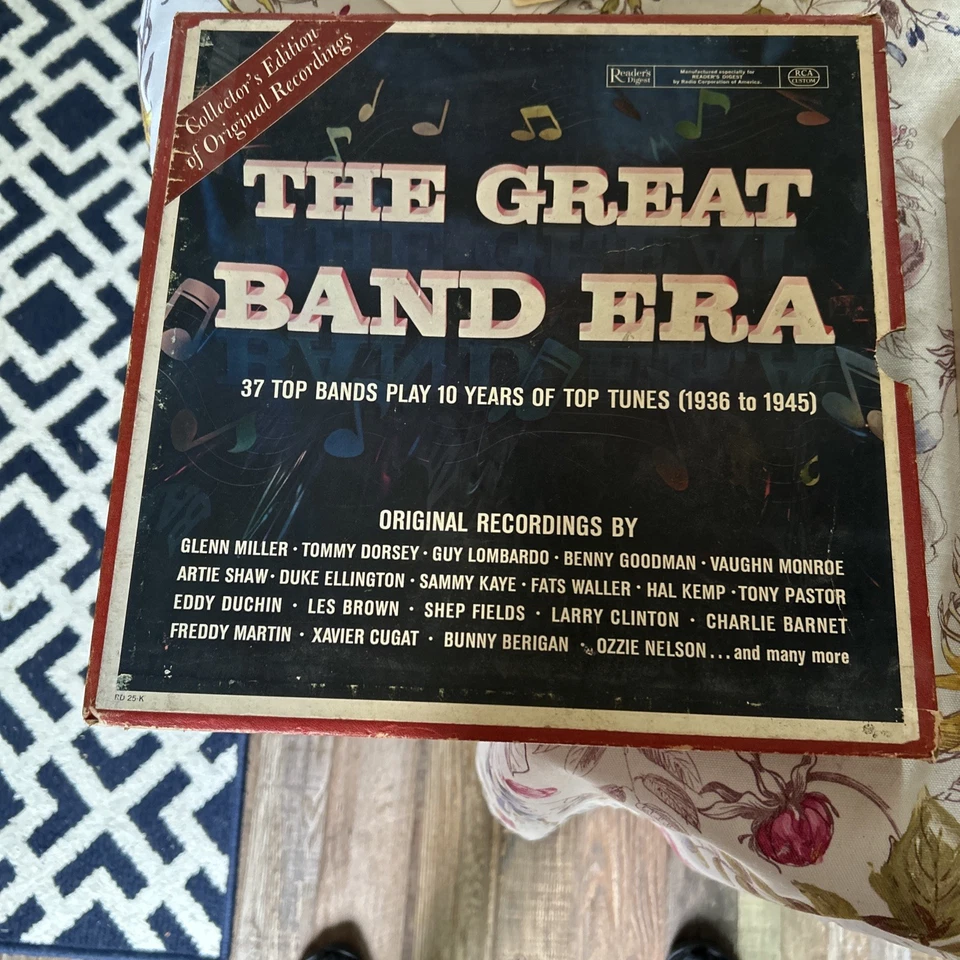 Collector's Edition
of Original Recordings
Reader's
Digest
Manufactured especially for
READER'S DIGEST
by Radio Corporation of America.
RCA
CUSTOM
THE GREAT
BAND ERA
37 TOP BANDS PLAY 10 YEARS OF TOP TUNES (1936 to 1945)
ORIGINAL RECORDINGS BY
GLENN MILLER · TOMMY DORSEY · GUY LOMBARDO · BENNY GOODMAN · VAUGHN MONROE
ARTIE SHAW · DUKE ELLINGTON · SAMMY KAYE · FATS WALLER · HAL KEMP · TONY PASTOR
EDDY DUCHIN · LES BROWN · SHEP FIELDS · LARRY CLINTON · CHARLIE BARNET
FREDDY MARTIN · XAVIER CUGAT · BUNNY BERIGAN · OZZIE NELSON...and many more
RD 25-K